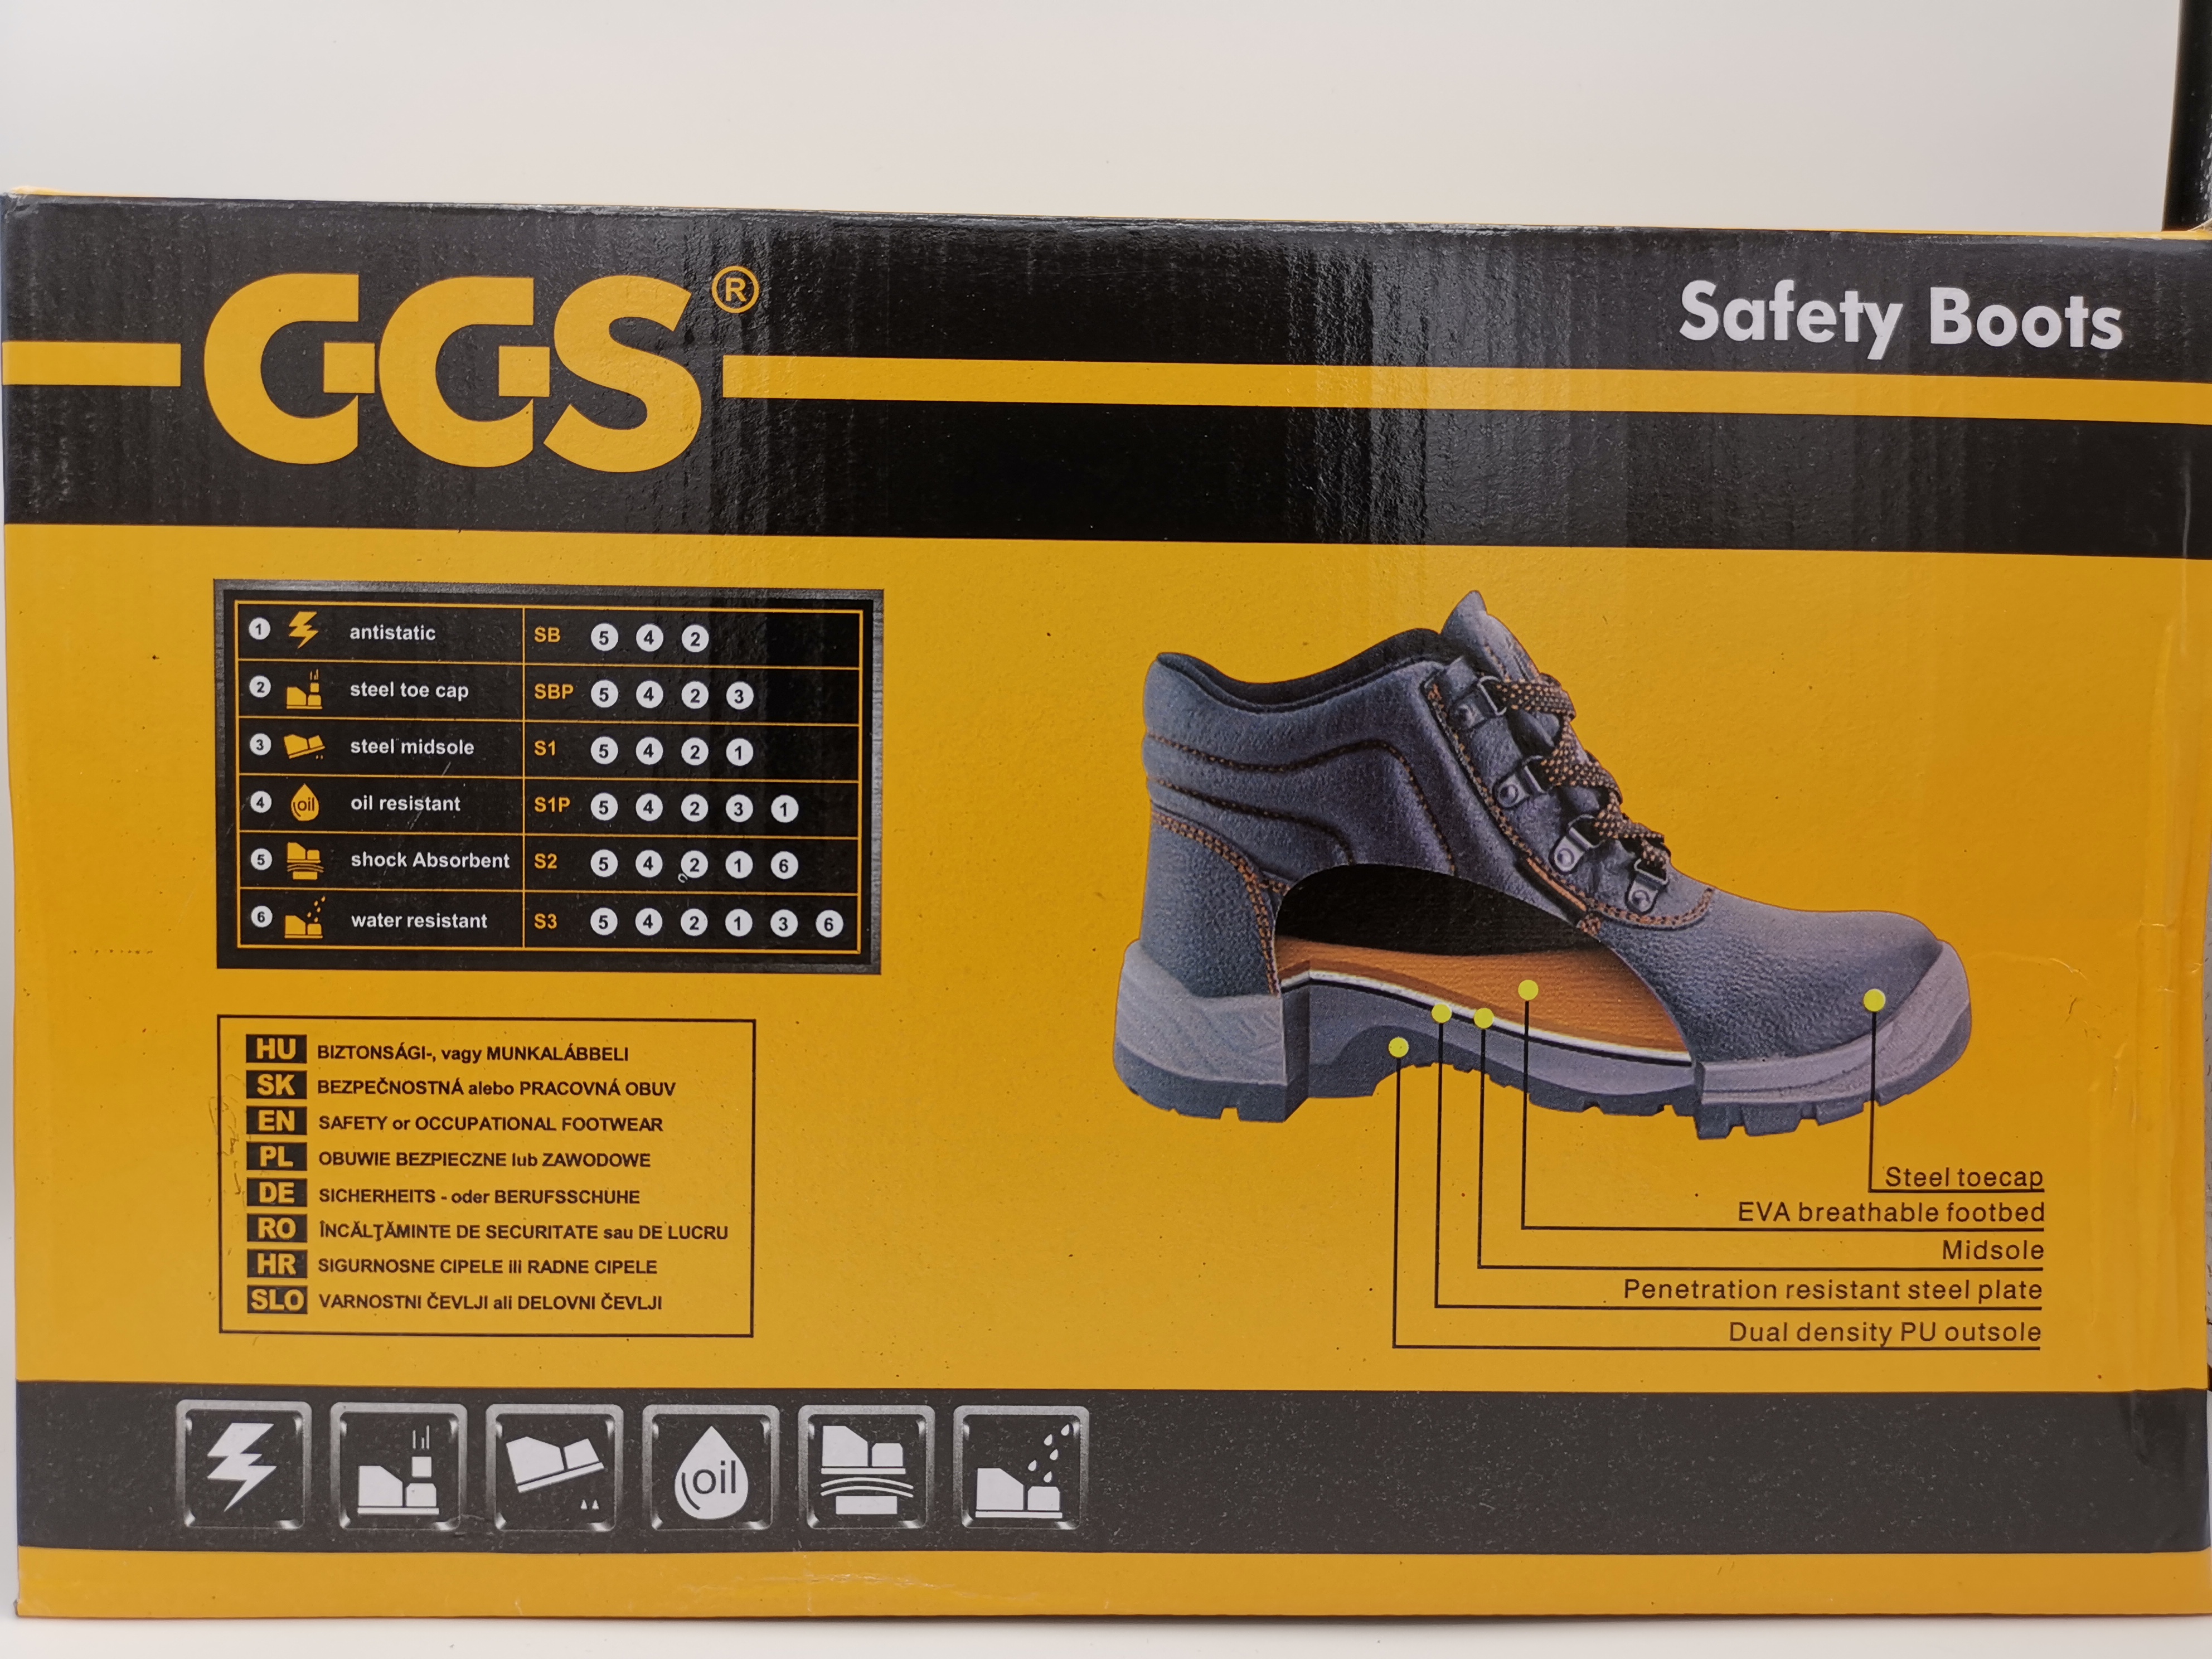 GGS®
Safety Boots
1 antistatic SB 5 4 2
2 steel toe cap SBP 5 4 2 3
3 steel midsole S1 5 4 2 1
4 oil oil resistant S1P 5 4 2 3 1
5 shock Absorbent S2 5 4 2 1 6
6 water resistant S3 5 4 2 1 3 6
HU BIZTONSÁGI-, vagy MUNKALÁBBELI
SK BEZPEČNOSTNÁ alebo PRACOVNÁ OBUV
EN SAFETY or OCCUPATIONAL FOOTWEAR
PL OBUWIE BEZPIECZNE lub ZAWODOWE
DE SICHERHEITS - oder BERUFSSCHUHE
RO ÎNCĂLŢĂMINTE DE SECURITATE sau DE LUCRU
HR SIGURNOSNE CIPELE ili RADNE CIPELE
SLO VARNOSTNI ČEVLJI ali DELOVNI ČEVLJI
Steel toecap
EVA breathable footbed
Midsole
Penetration resistant steel plate
Dual density PU outsole
oil